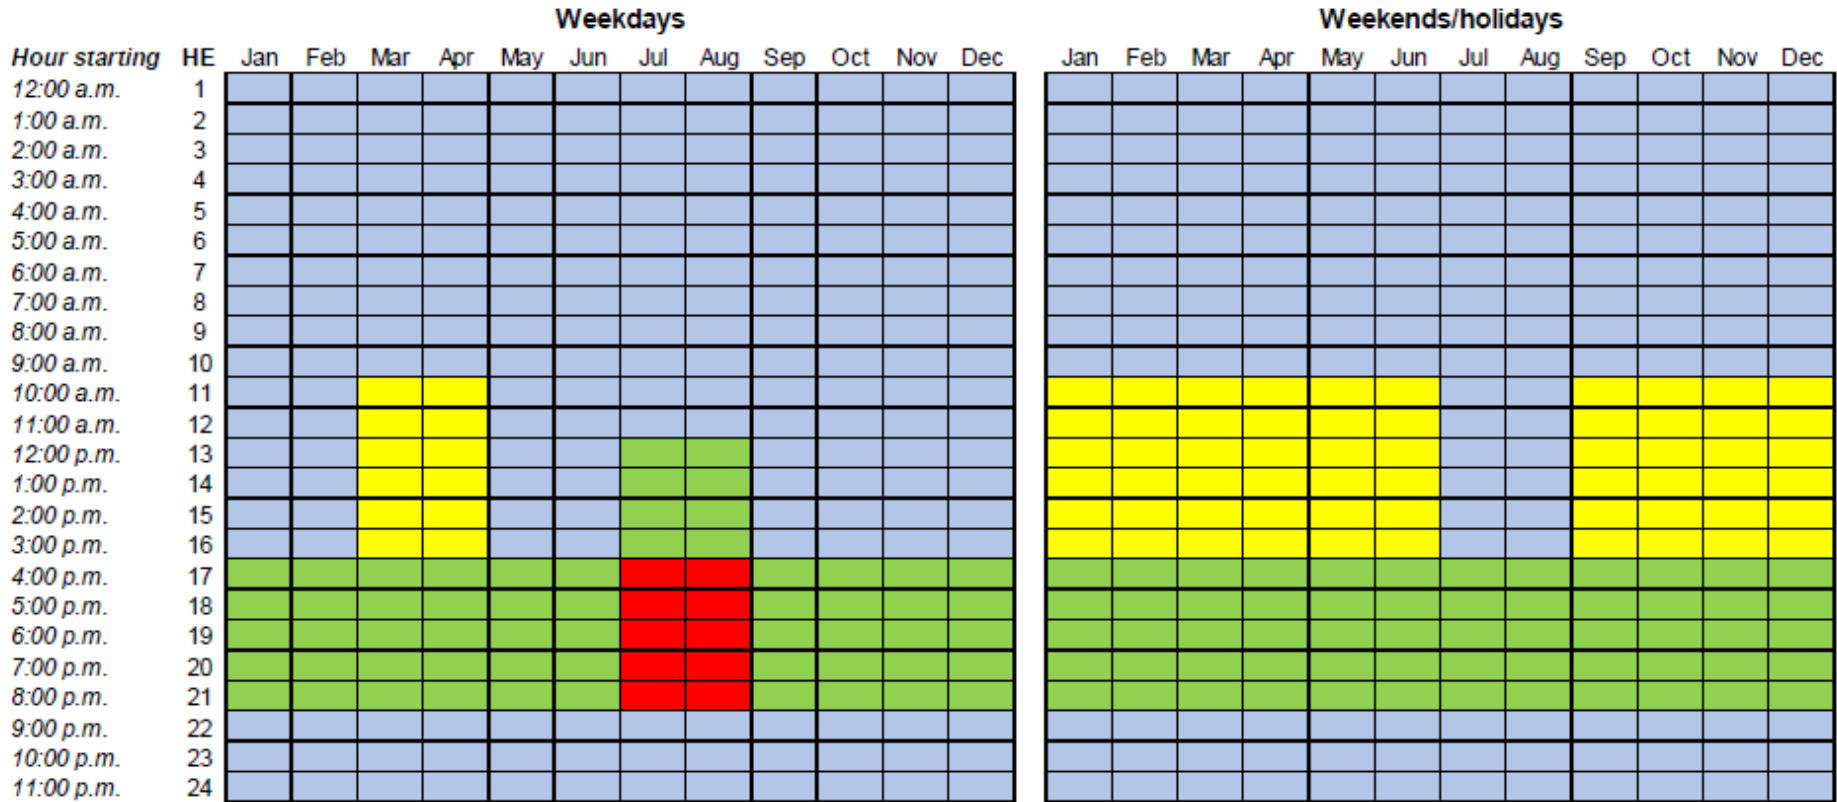 Weekdays Weekends/holidays
Hour starting HE Jan Feb Mar Apr May Jun Jul Aug Sep Oct Nov Dec Jan Feb Mar Apr May Jun Jul Aug Sep Oct Nov Dec
12:00 a.m. 1
1:00 a.m. 2
2:00 a.m. 3
3:00 a.m. 4
4:00 a.m. 5
5:00 a.m. 6
6:00 a.m. 7
7:00 a.m. 8
8:00 a.m. 9
9:00 a.m. 10
10:00 a.m. 11
11:00 a.m. 12
12:00 p.m. 13
1:00 p.m. 14
2:00 p.m. 15
3:00 p.m. 16
4:00 p.m. 17
5:00 p.m. 18
6:00 p.m. 19
7:00 p.m. 20
8:00 p.m. 21
9:00 p.m. 22
10:00 p.m. 23
11:00 p.m. 24